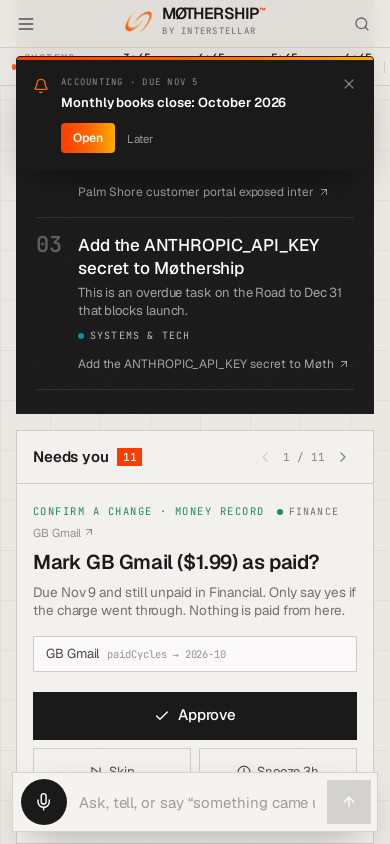 MØTHERSHIP™
BY INTERSTELLAR
ACCOUNTING · DUE NOV 5
Monthly books close: October 2026
Open
Later
Palm Shore customer portal exposed inter ↗
03
Add the ANTHROPIC_API_KEY
secret to Møthership
This is an overdue task on the Road to Dec 31
that blocks launch.
SYSTEMS & TECH
Add the ANTHROPIC_API_KEY secret to Møth ↗
Needs you 11
1 / 11
CONFIRM A CHANGE · MONEY RECORD
FINANCE
GB Gmail ↗
Mark GB Gmail ($1.99) as paid?
Due Nov 9 and still unpaid in Financial. Only say yes if
the charge went through. Nothing is paid from here.
GB Gmail paidCycles → 2026-10
Approve
Skip
Snooze 3h
Ask, tell, or say “something came u